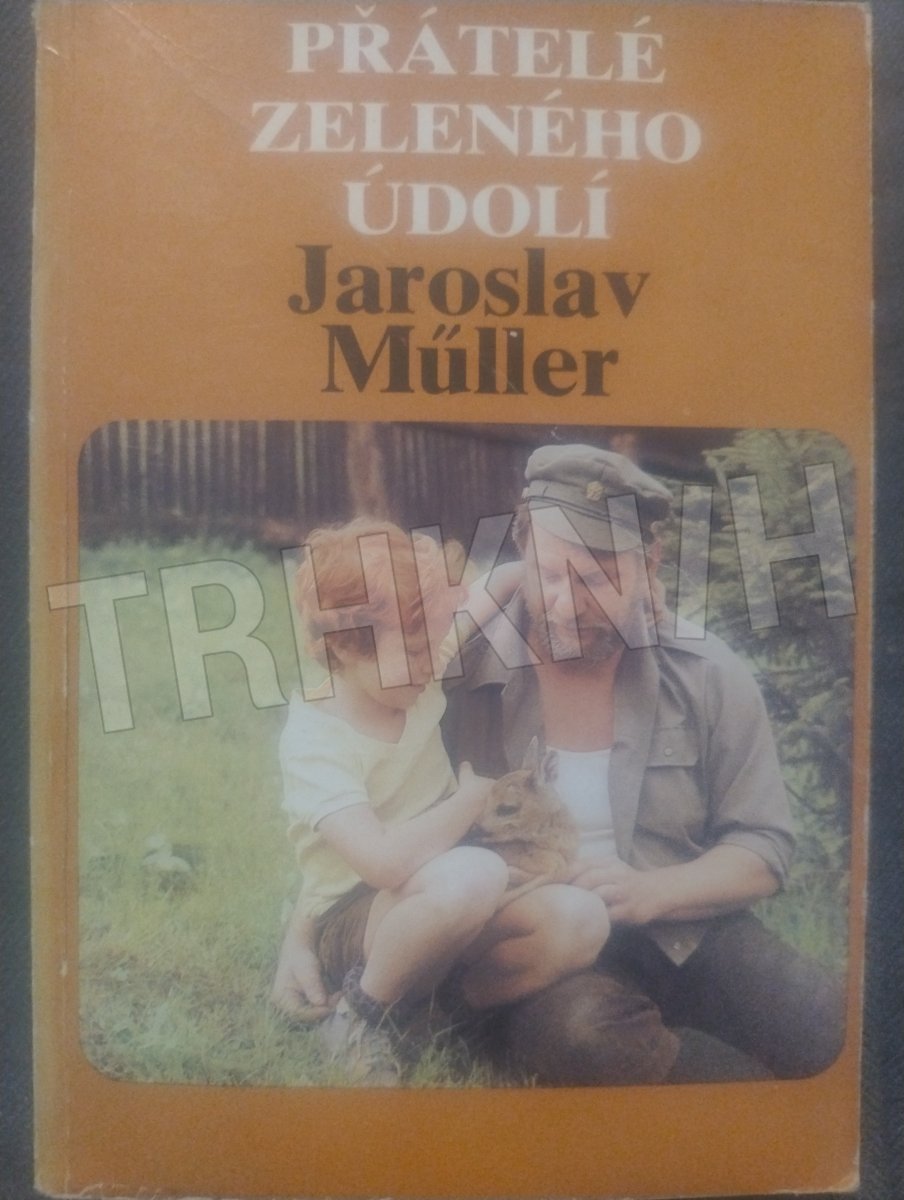 PŘÁTELÉ
ZELENÉHO
ÚDOLÍ
Jaroslav
Műller
TRHKNIH